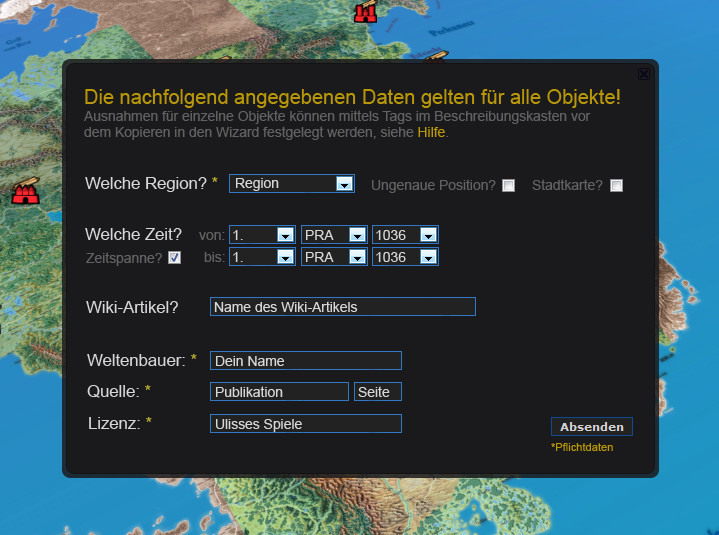 Die nachfolgend angegebenen Daten gelten für alle Objekte!
Ausnahmen für einzelne Objekte können mittels Tags im Beschreibungskasten vor
dem Kopieren in den Wizard festgelegt werden, siehe Hilfe.
Welche Region? * Region Ungenaue Position? Stadtkarte?
Welche Zeit? von: 1. PRA 1036
Zeitspanne? bis: 1. PRA 1036
Wiki-Artikel? Name des Wiki-Artikels
Weltenbauer: * Dein Name
Quelle: * Publikation Seite
Lizenz: * Ulisses Spiele
Absenden
*Pflichtdaten